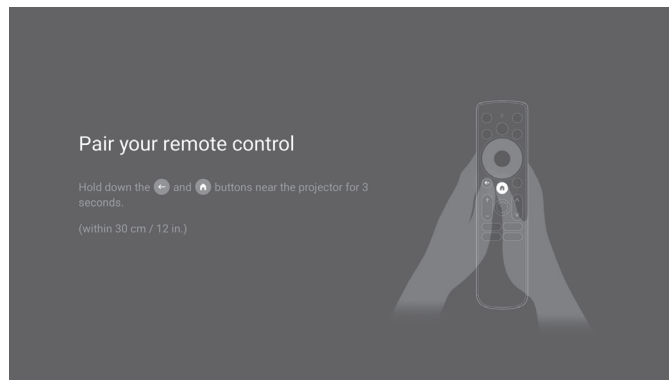 Pair your remote control
Hold down the and buttons near the projector for 3
seconds.
(within 30 cm / 12 in.)